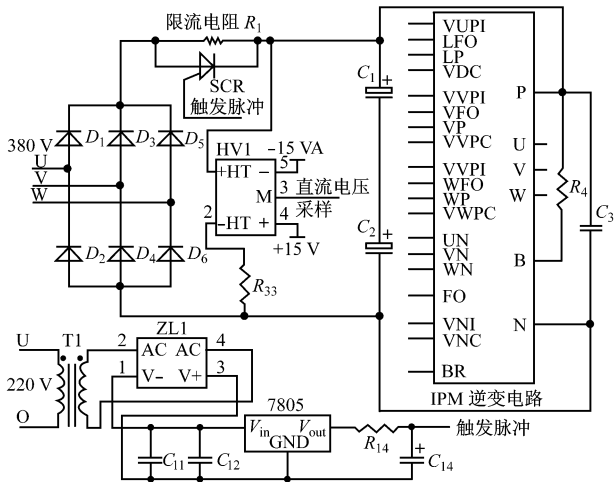 限流电阻 R1
SCR
触发脉冲
380 V
U
V
W
D1
D3
D5
D2
D4
D6
HV1
-15 VA
+HT
−
5
M
3
直流电压
采样
2
-HT
+
4
+15 V
R33
C1
+
C2
+
VUPI
LFO
LP
VDC
VVPI
VFO
VP
VVPC
VVPI
WFO
WP
VWPC
UN
VN
WN
FO
VNI
VNC
BR
P
U
V
W
B
N
R4
C3
IPM 逆变电路
U
T1
220 V
O
ZL1
2
AC
AC
4
1
V−
V+
3
7805
Vin
Vout
GND
R14
触发脉冲
C11
C12
+
C14